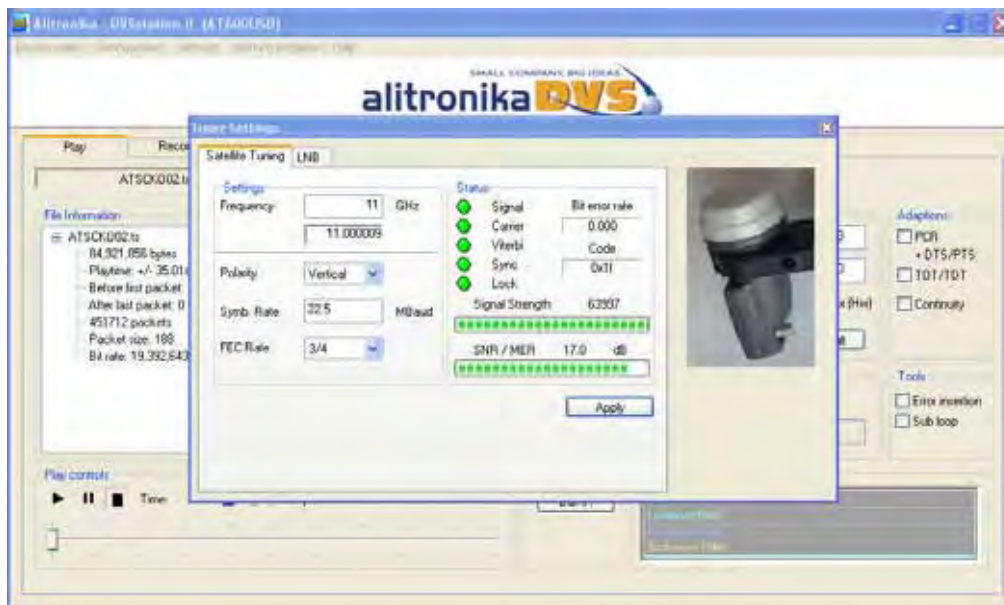 Alitronika - DVStation II (AT600USB)
SMALL COMPANY BIG IDEAS
alitronika DVS
Tuner Settings
Play
Reco
Satellite Tuning
LNB
ATSCKD02.ts
File Information
ATSCKD02.ts
84,921,856 bytes
Playtime: +/- 35.01
Before first packet
After last packet: 0
451712 packets
Packet size: 188
Bit rate: 19,392,643
Settings
Frequency
11
GHz
11.000009
Polarity
Vertical
Symb. Rate
22.5
MBaud
FEC Rate
3/4
Status
Signal
Carrier
Viterbi
Sync
Lock
Bit error rate
0.000
Code
0x1f
Signal Strength
63997
SNR / MER
17.0
dB
Apply
Adaptions
PCR
+ DTS/PTS
TDT/TOT
Continuity
Tools
Error insertion
Sub loop
Play controls
Time